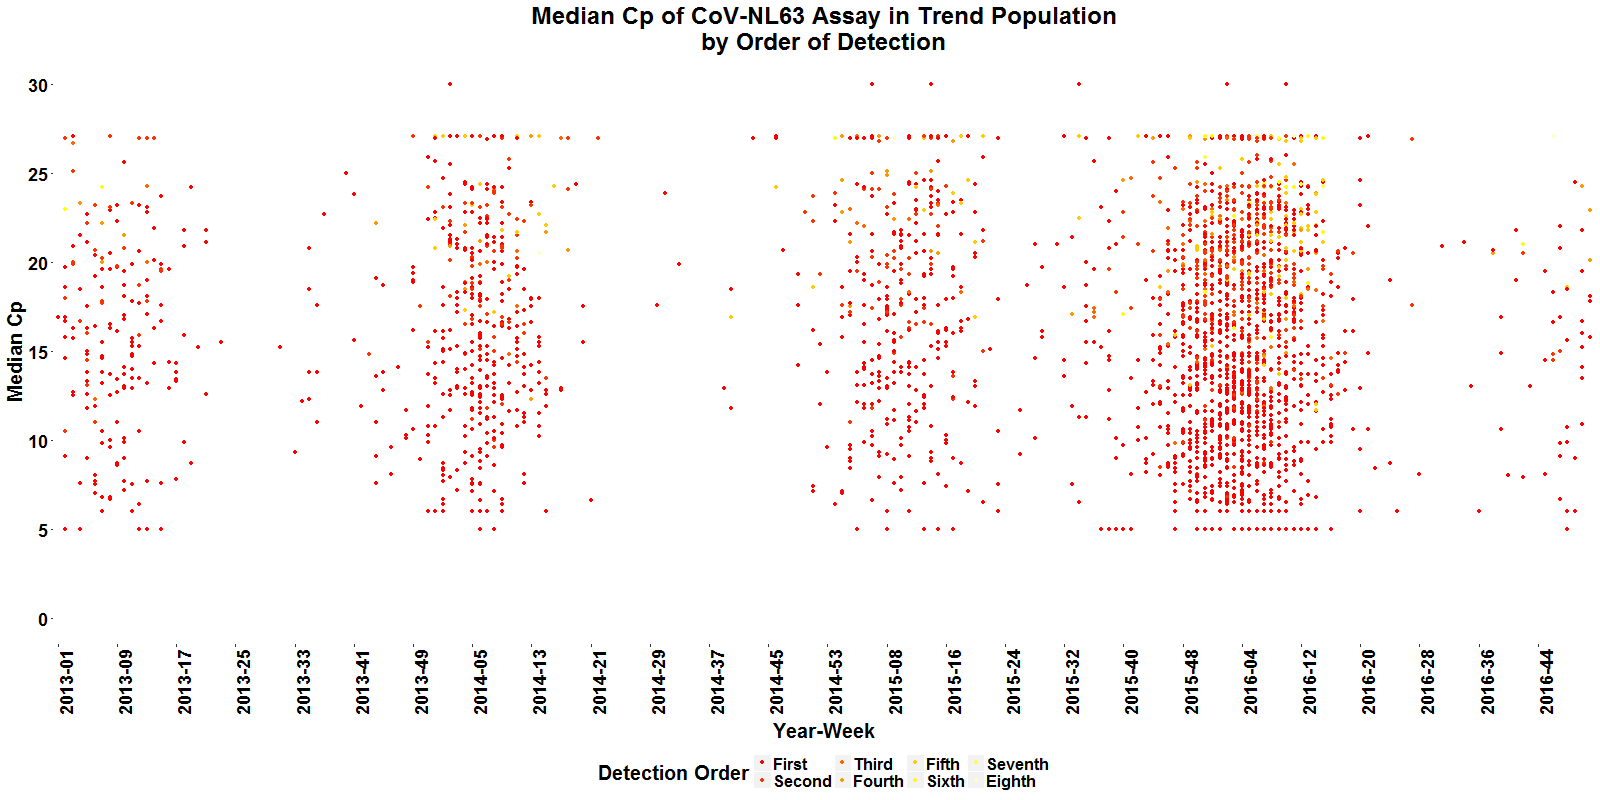 Median Cp of CoV-NL63 Assay in Trend Population
by Order of Detection
Median Cp
30
25
20
15
10
5
0
2013-01
2013-09
2013-17
2013-25
2013-33
2013-41
2013-49
2014-05
2014-13
2014-21
2014-29
2014-37
2014-45
2014-53
2015-08
2015-16
2015-24
2015-32
2015-40
2015-48
2016-04
2016-12
2016-20
2016-28
2016-36
2016-44
Year-Week
Detection Order
First
Third
Fifth
Seventh
Second
Fourth
Sixth
Eighth